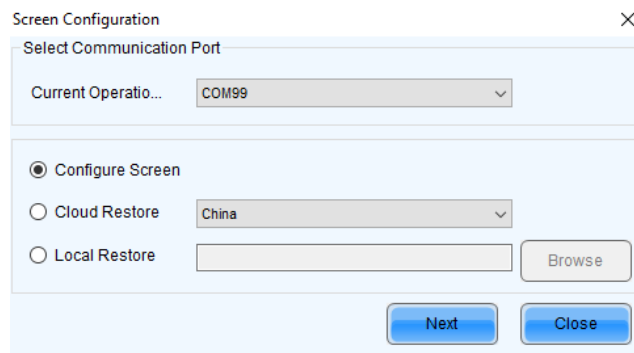 Screen Configuration
Select Communication Port
Current Operatio... COM99
Configure Screen
Cloud Restore China
Local Restore Browse
Next Close